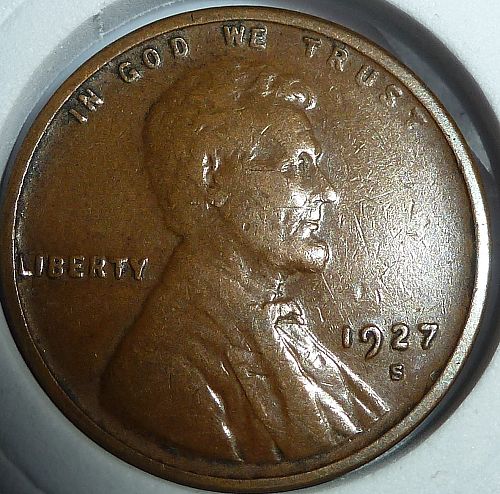 IN GOD WE TRUST
LIBERTY
1927
S